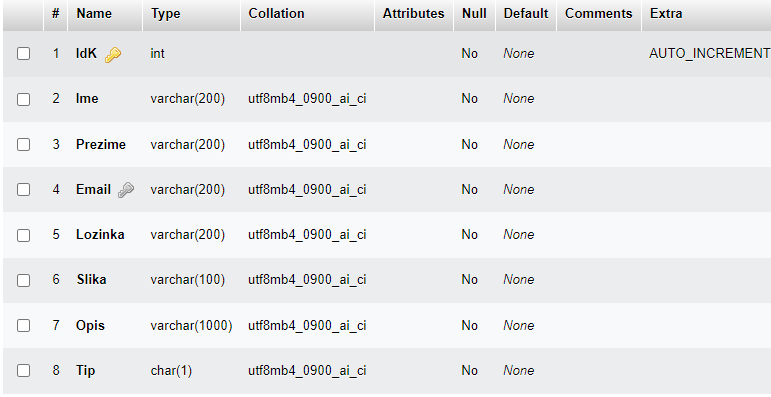 # Name Type Collation Attributes Null Default Comments Extra
1 IdK int No None AUTO_INCREMENT
2 Ime varchar(200) utf8mb4_0900_ai_ci No None
3 Prezime varchar(200) utf8mb4_0900_ai_ci No None
4 Email varchar(200) utf8mb4_0900_ai_ci No None
5 Lozinka varchar(200) utf8mb4_0900_ai_ci No None
6 Slika varchar(100) utf8mb4_0900_ai_ci No None
7 Opis varchar(1000) utf8mb4_0900_ai_ci No None
8 Tip char(1) utf8mb4_0900_ai_ci No None